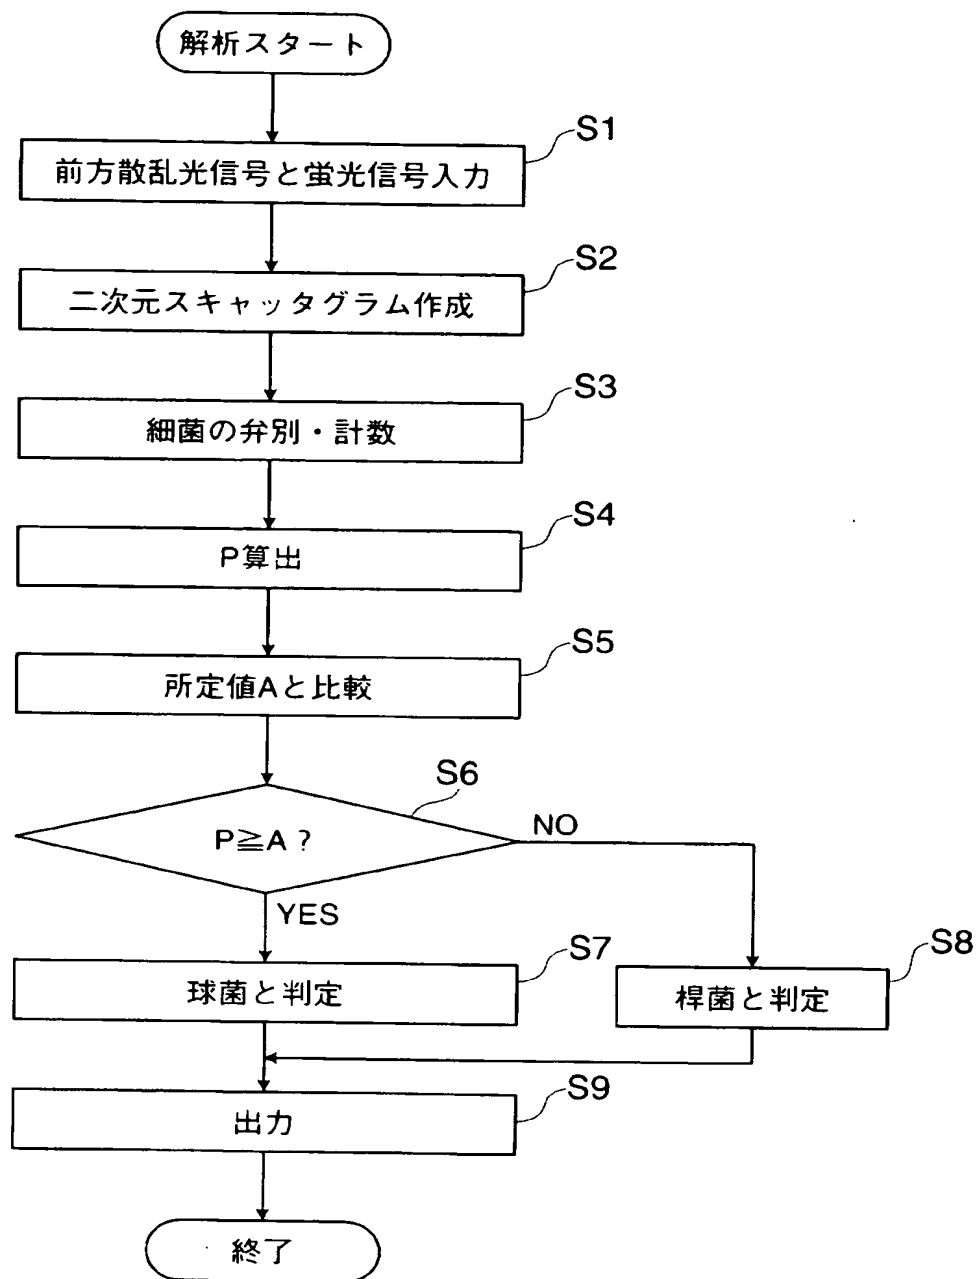 解析スタート
S1
前方散乱光信号と蛍光信号入力
S2
二次元スキャッタグラム作成
S3
細菌の弁別・計数
S4
P算出
S5
所定値Aと比較
S6
P≧A？
NO
YES
S7
球菌と判定
S8
桿菌と判定
S9
出力
終了